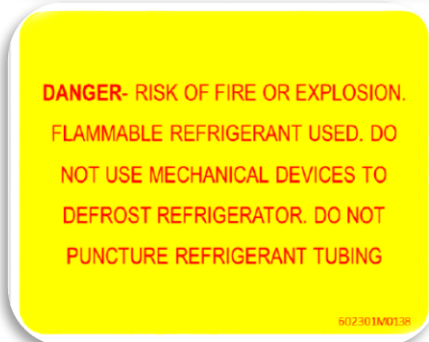 DANGER- RISK OF FIRE OR EXPLOSION.
FLAMMABLE REFRIGERANT USED. DO
NOT USE MECHANICAL DEVICES TO
DEFROST REFRIGERATOR. DO NOT
PUNCTURE REFRIGERANT TUBING
602301M0138